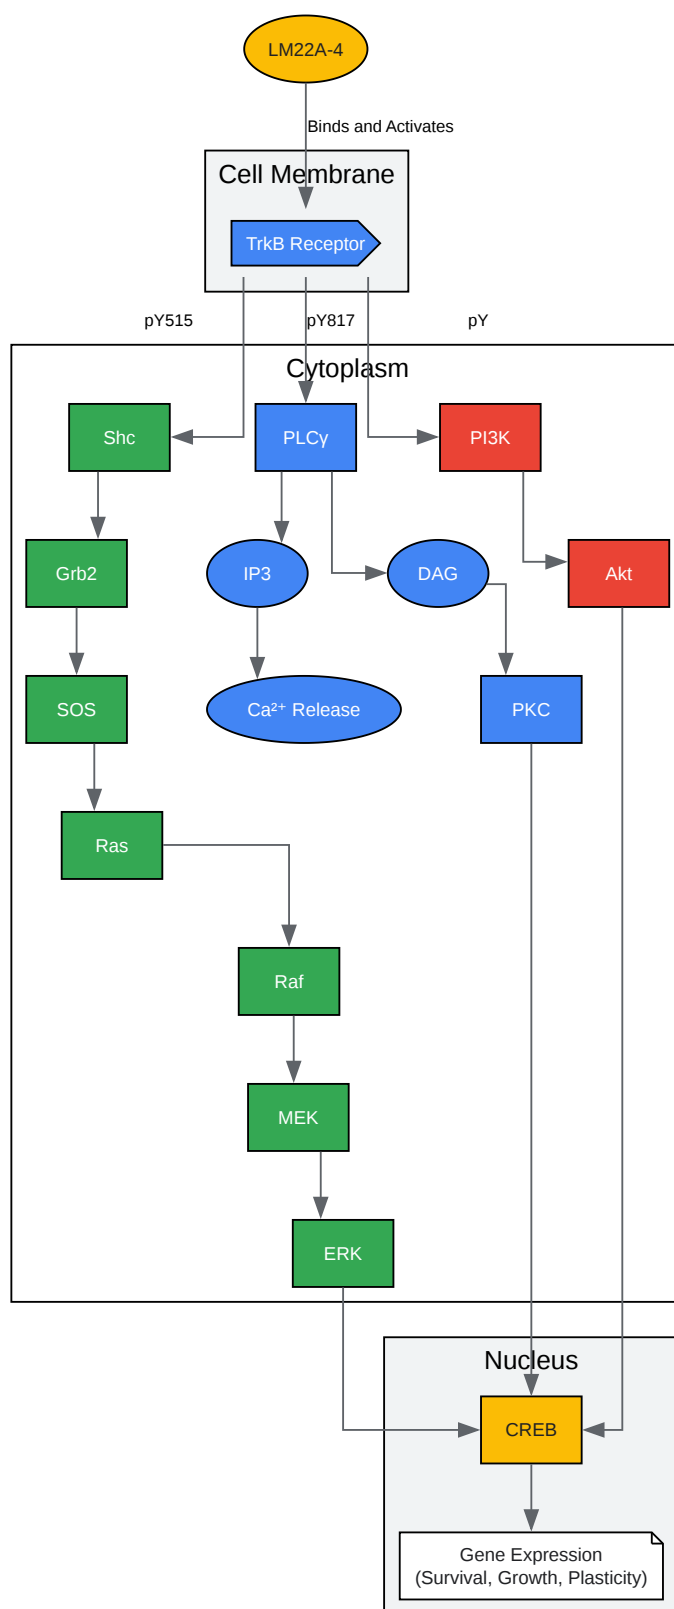 LM22A-4
Binds and Activates
Cell Membrane
TrkB Receptor
pY515
pY817
pY
Cytoplasm
Shc
PLCγ
PI3K
Grb2
IP3
DAG
Akt
SOS
Ca²⁺ Release
PKC
Ras
Raf
MEK
ERK
Nucleus
CREB
Gene Expression
(Survival, Growth, Plasticity)